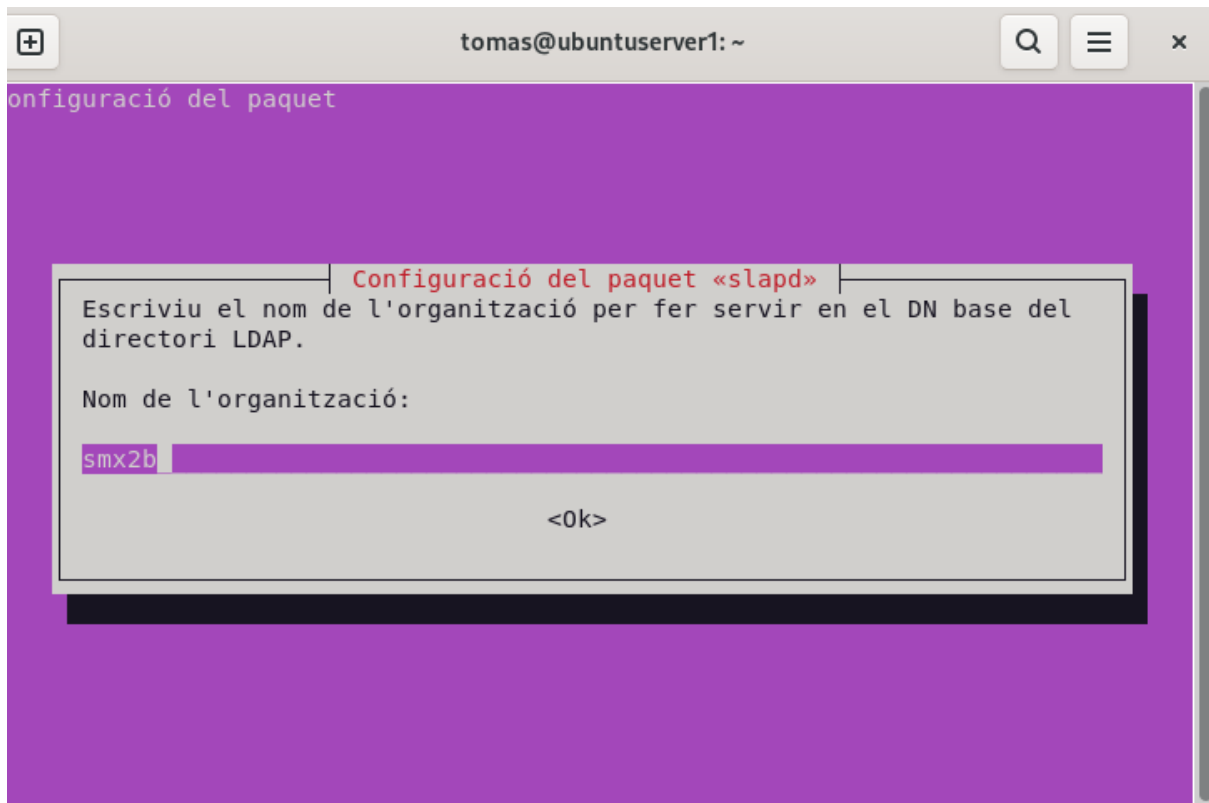 tomas@ubuntuserver1: ~
onfiguració del paquet
Configuració del paquet «slapd»
Escriviu el nom de l'organització per fer servir en el DN base del
directori LDAP.
Nom de l'organització:
smx2b
<Ok>